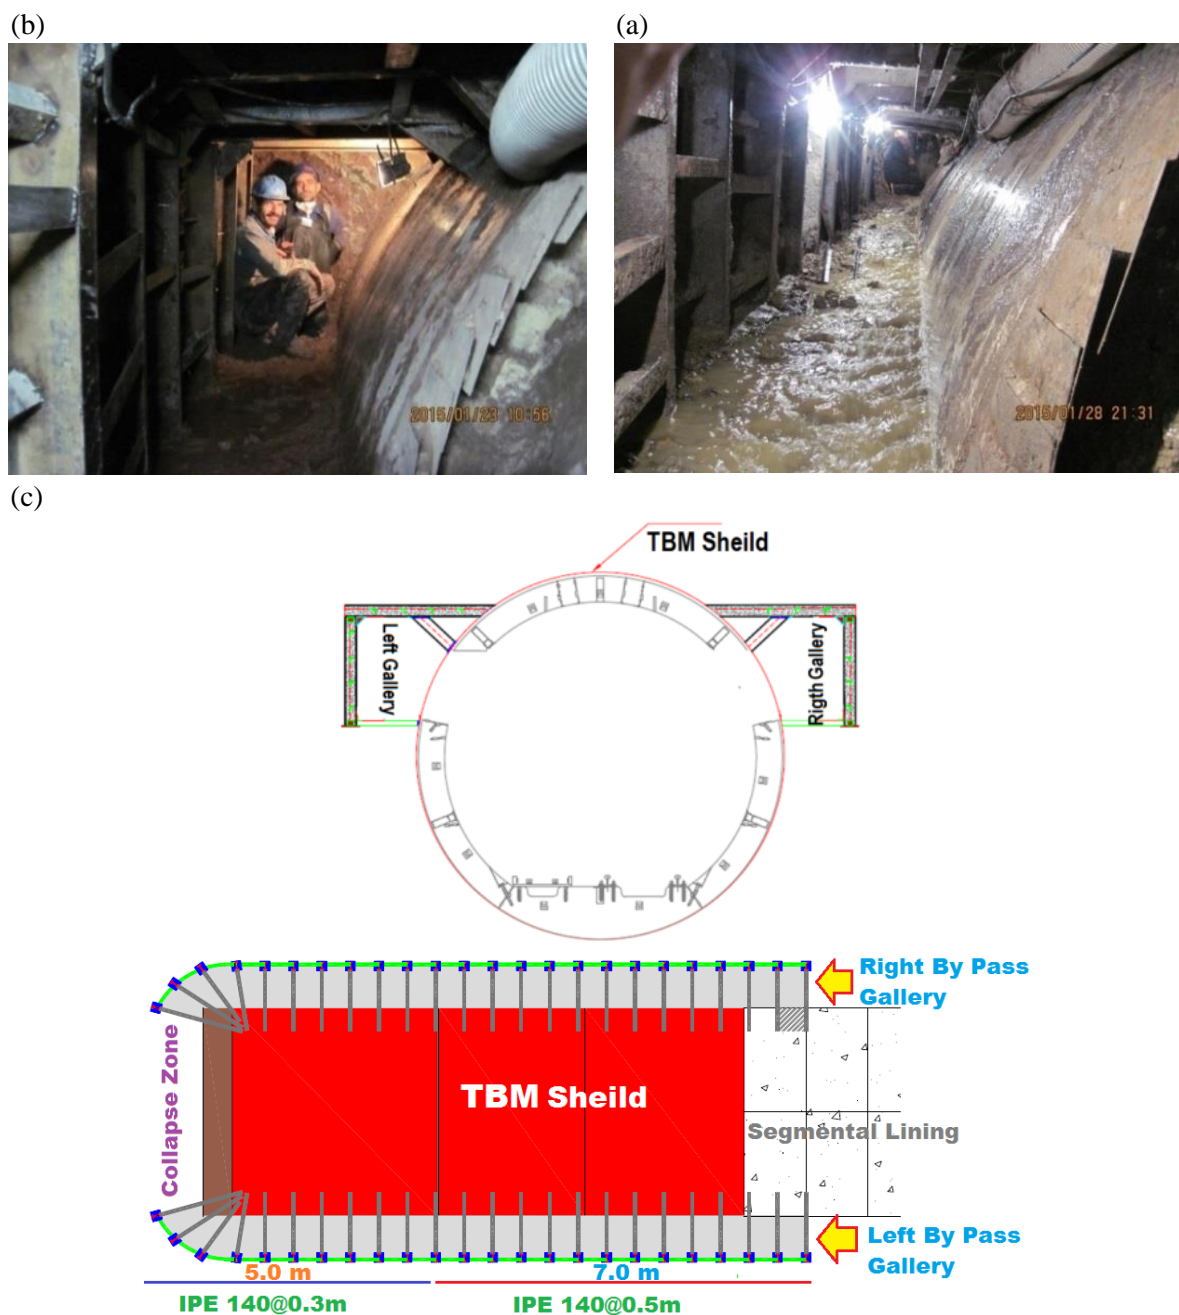 (b)
(a)
2015/01/23 10:56
2015/01/28 21:31
(c)
TBM Sheild
Left Gallery
Rigth Gallery
Right By Pass
Gallery
Collapse Zone
TBM Sheild
Segmental Lining
Left By Pass
Gallery
5.0 m
7.0 m
IPE 140@0.3m
IPE 140@0.5m